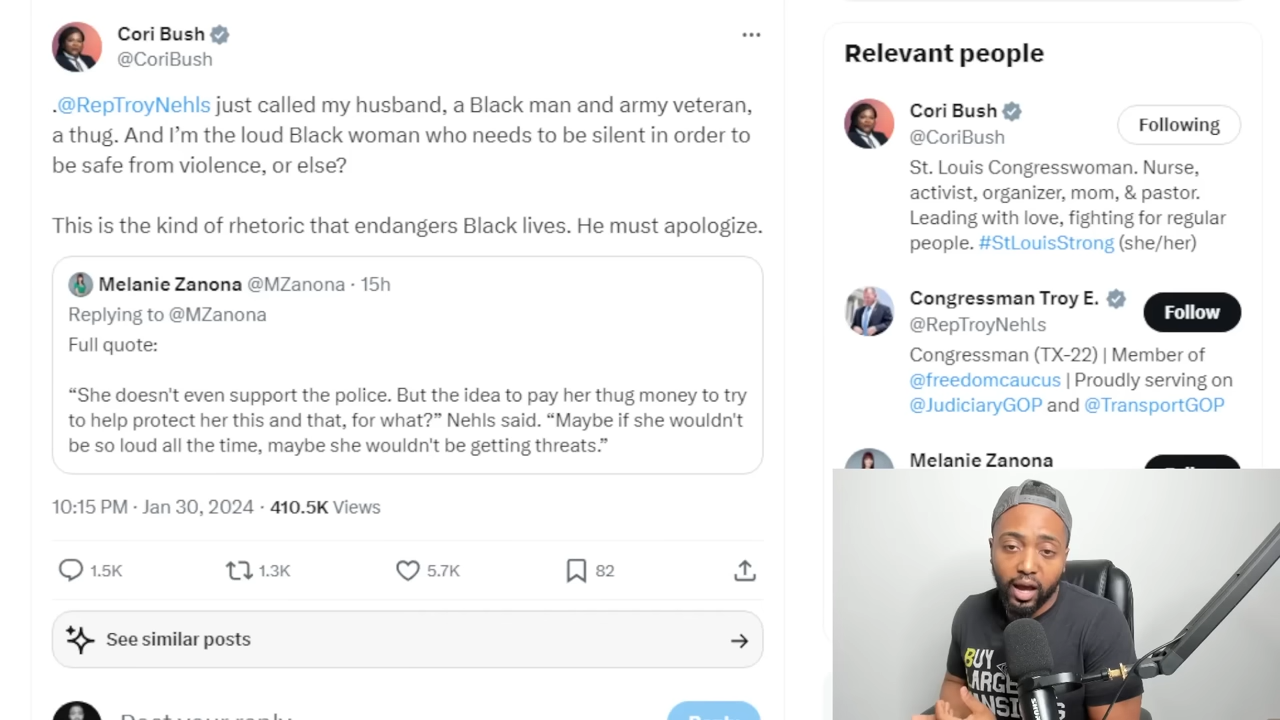 Cori Bush
@CoriBush
.@RepTroyNehls just called my husband, a Black man and army veteran,
a thug. And I’m the loud Black woman who needs to be silent in order to
be safe from violence, or else?
This is the kind of rhetoric that endangers Black lives. He must apologize.
Melanie Zanona @MZanona · 15h
Replying to @MZanona
Full quote:
“She doesn't even support the police. But the idea to pay her thug money to try
to help protect her this and that, for what?” Nehls said. “Maybe if she wouldn't
be so loud all the time, maybe she wouldn't be getting threats.”
10:15 PM · Jan 30, 2024 · 410.5K Views
1.5K
1.3K
5.7K
82
See similar posts
Post your reply
Reply
Relevant people
Cori Bush
@CoriBush
Following
St. Louis Congresswoman. Nurse,
activist, organizer, mom, & pastor.
Leading with love, fighting for regular
people. #StLouisStrong (she/her)
Congressman Troy E.
@RepTroyNehls
Follow
Congressman (TX-22) | Member of
@freedomcaucus | Proudly serving on
@JudiciaryGOP and @TransportGOP
Melanie Zanona
BUY
LARGE